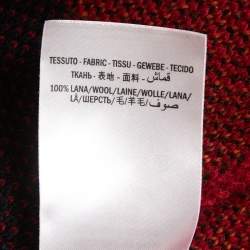 TESSUTO - FABRIC - TISSU - GEWEBE - TECIDO
ТКАНЬ - 表地 - 面料 - قماش
100% LANA/WOOL/LAINE/WOLLE/LANA/
LÃ/ШЕРСТЬ/毛/羊毛/صوف